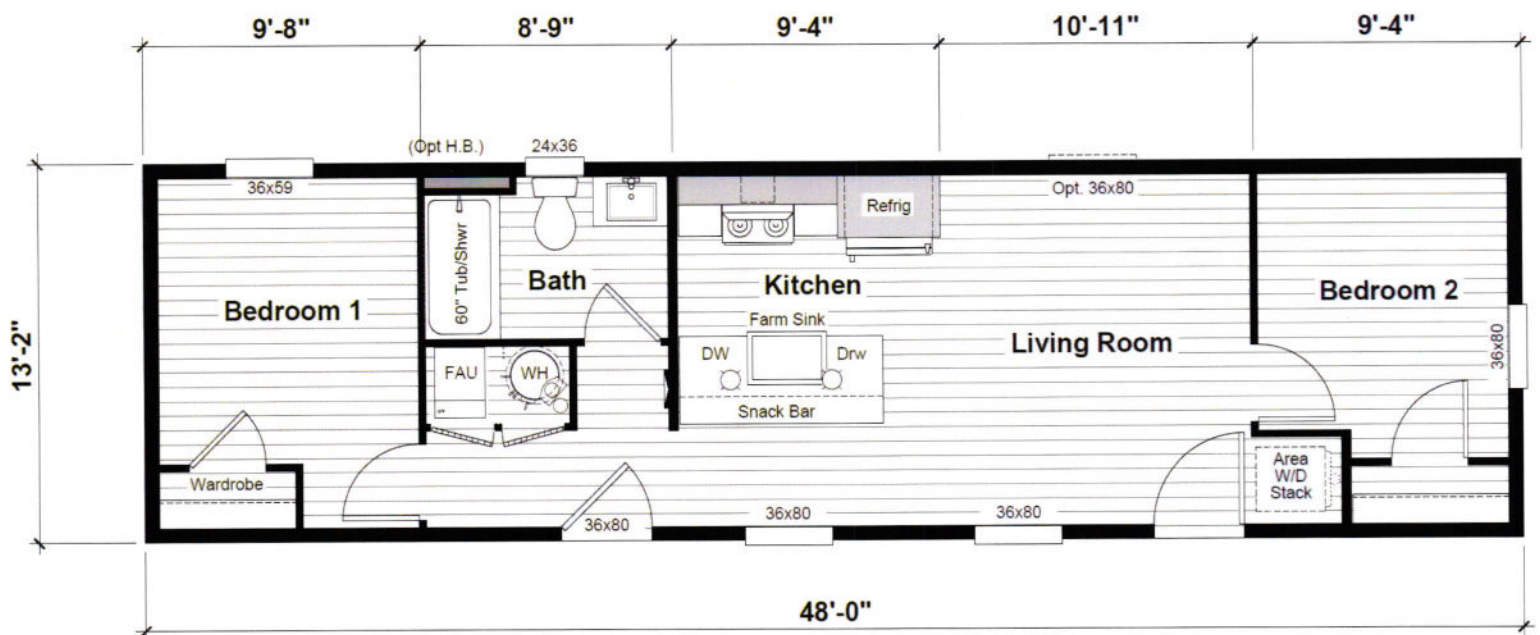 9'-8" 8'-9" 9'-4" 10'-11" 9'-4"
(Opt H.B.) 24x36
36x59
Opt. 36x80
Refrig
60" Tub/Shwr
Bath
Kitchen
Bedroom 1
Bedroom 2
13'-2"
Farm Sink
Living Room
36x80
DW Drw
FAU WH
Snack Bar
Wardrobe
Area
W/D
Stack
36x80 36x80 36x80
48'-0"